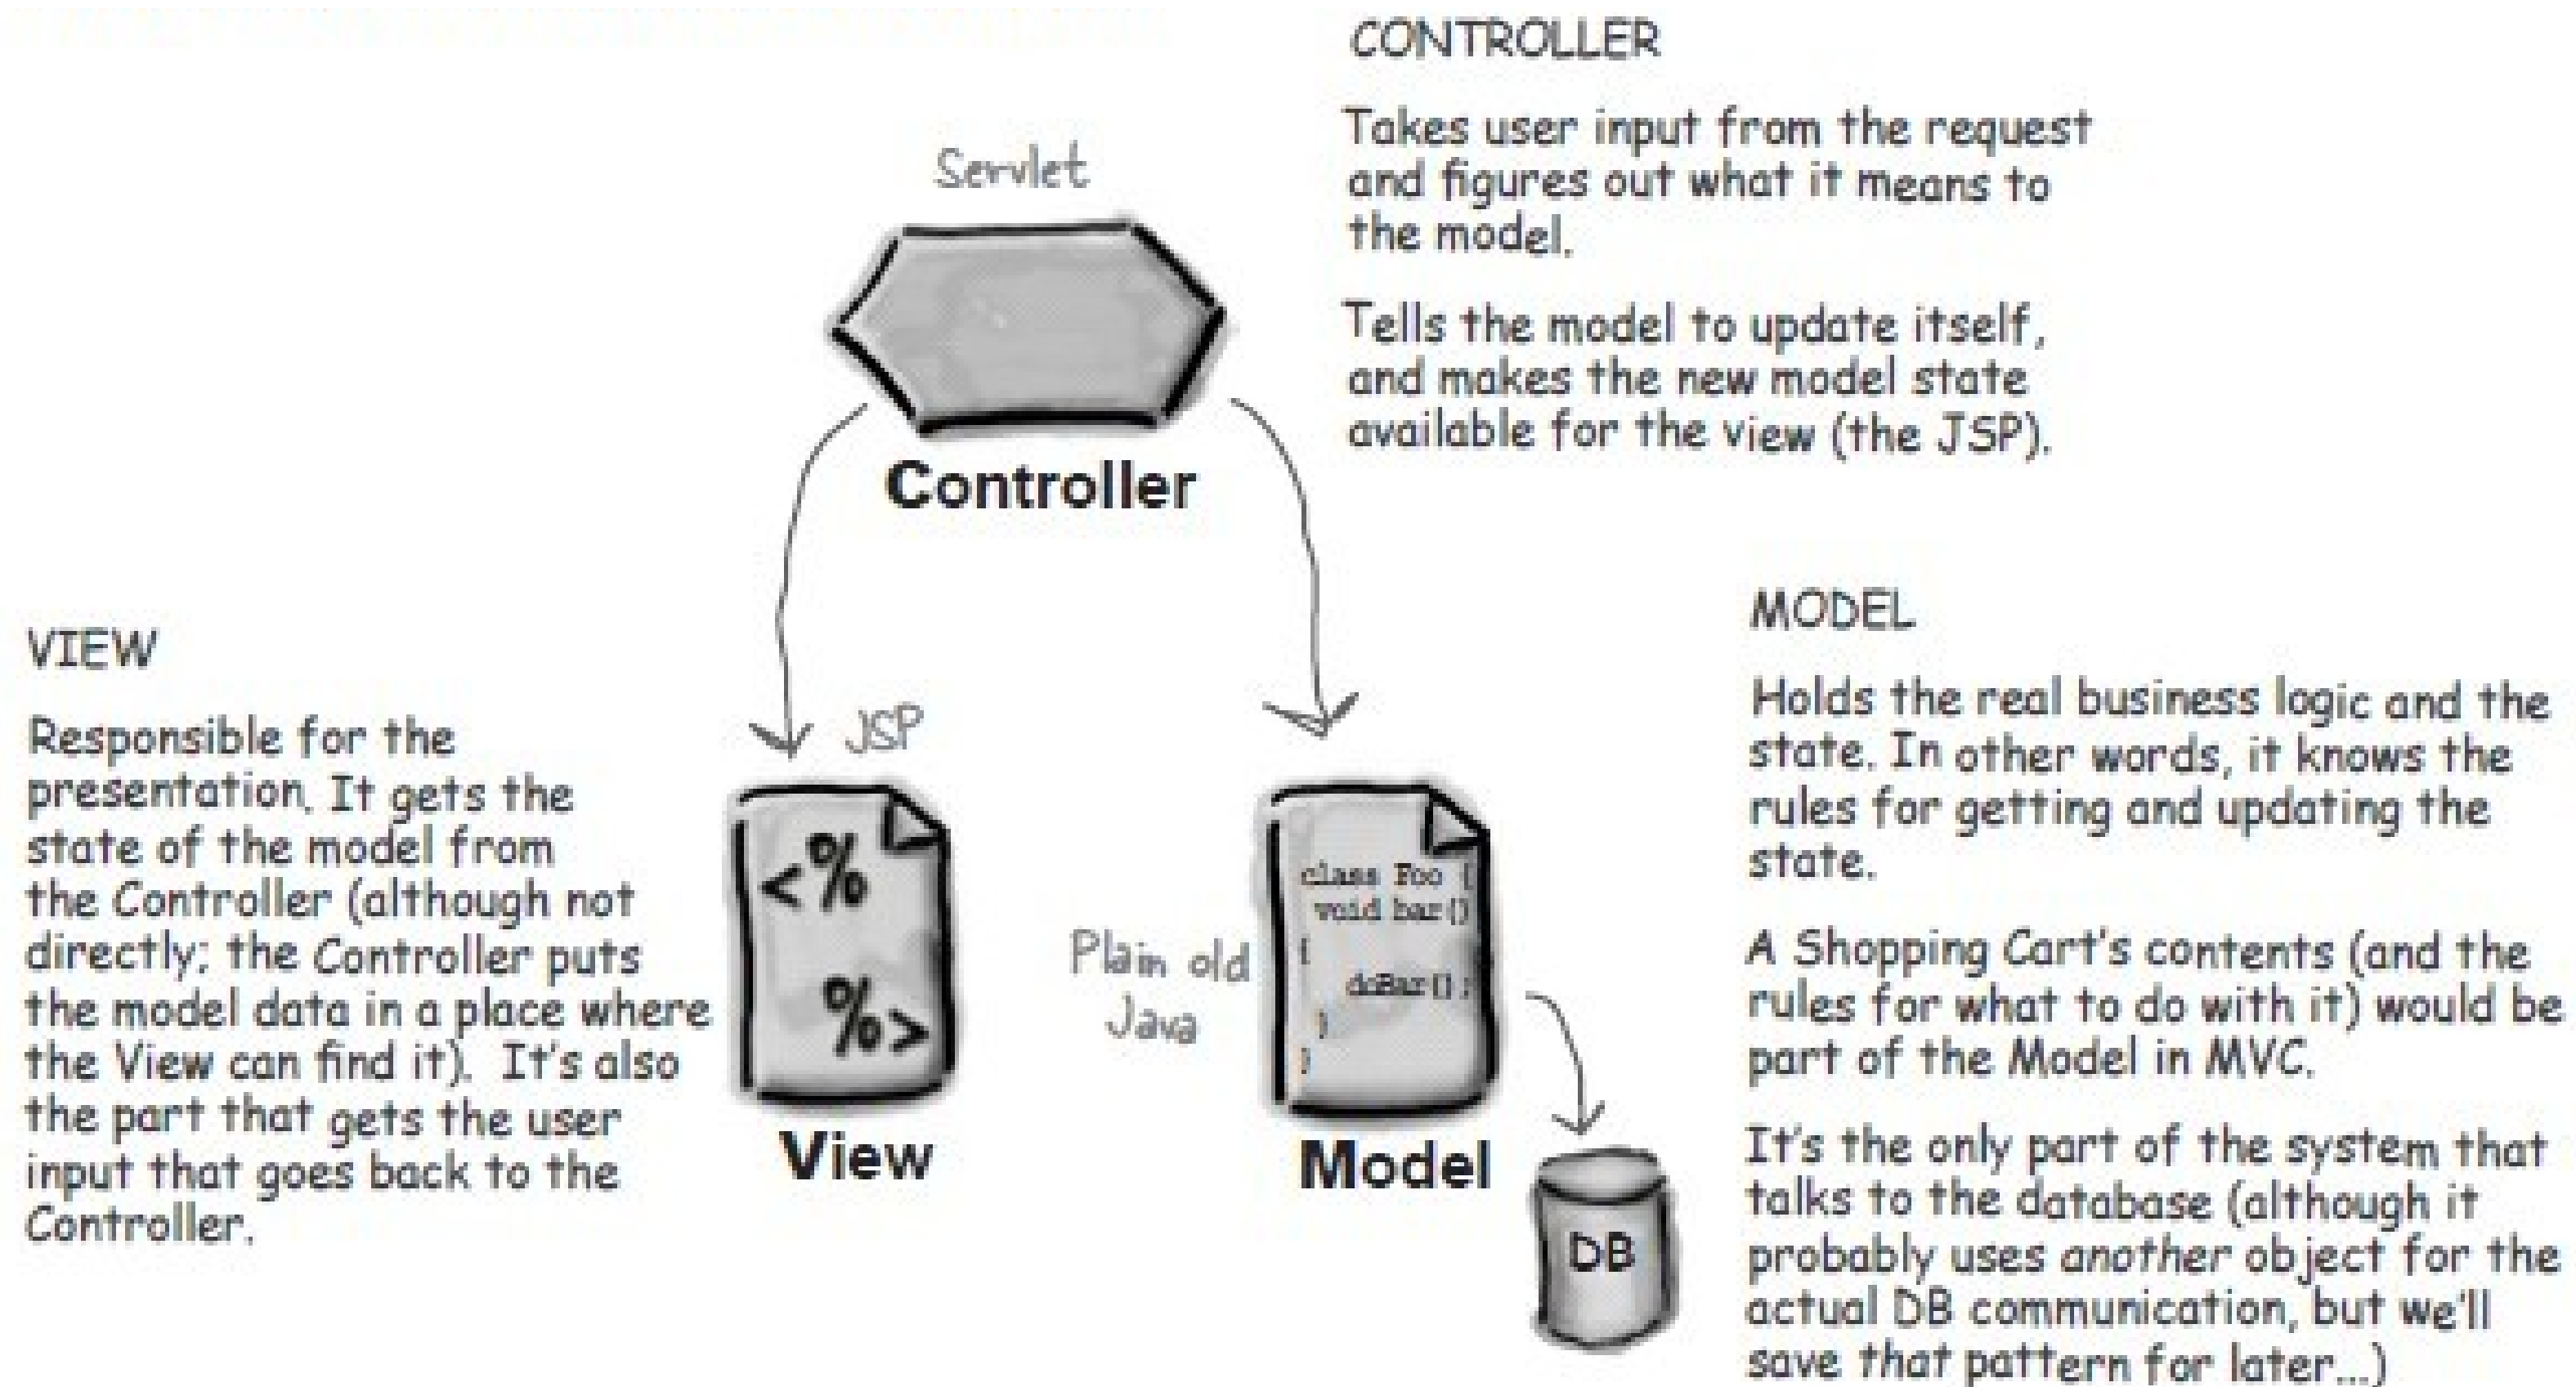 CONTROLLER
Takes user input from the request
and figures out what it means to
the model.
Tells the model to update itself,
and makes the new model state
available for the view (the JSP).
Servlet
Controller
VIEW
Responsible for the
presentation. It gets the
state of the model from
the Controller (although not
directly; the Controller puts
the model data in a place where
the View can find it). It's also
the part that gets the user
input that goes back to the
Controller.
JSP
<%
%>
View
Plain old
Java
class Foo {
void bar()
{
doBar();
}
}
Model
DB
MODEL
Holds the real business logic and the
state. In other words, it knows the
rules for getting and updating the
state.
A Shopping Cart's contents (and the
rules for what to do with it) would be
part of the Model in MVC.
It's the only part of the system that
talks to the database (although it
probably uses another object for the
actual DB communication, but we'll
save that pattern for later...)